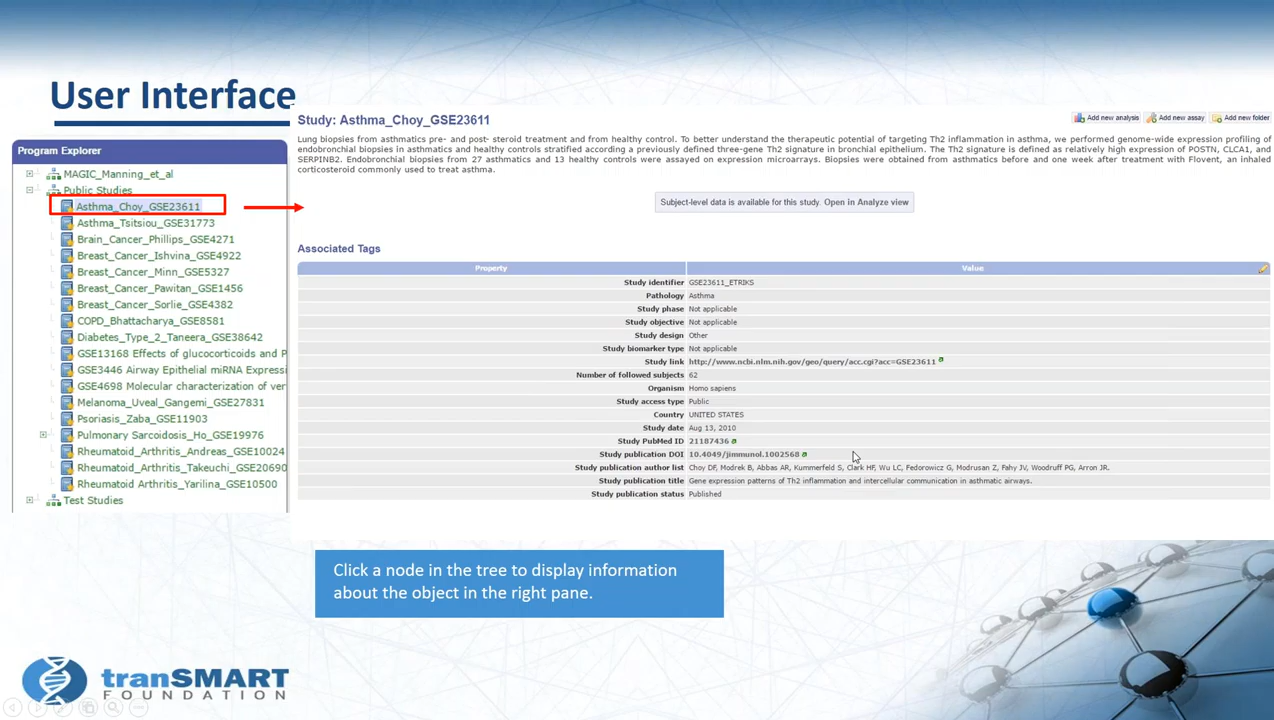 User Interface
Program Explorer
MAGIC_Manning_et_al
Public Studies
Asthma_Choy_GSE23611
Asthma_Tsitsiou_GSE31773
Brain_Cancer_Phillips_GSE4271
Breast_Cancer_Ishvina_GSE4922
Breast_Cancer_Minn_GSE5327
Breast_Cancer_Pawitan_GSE1456
Breast_Cancer_Sorlie_GSE4382
COPD_Bhattacharya_GSE8581
Diabetes_Type_2_Taneera_GSE38642
GSE13168 Effects of glucocorticoids and P
GSE3446 Airway Epithelial miRNA Expressi
GSE4698 Molecular characterization of ver
Melanoma_Uveal_Gangemi_GSE27831
Psoriasis_Zaba_GSE11903
Pulmonary Sarcoidosis_Ho_GSE19976
Rheumatoid_Arthritis_Andreas_GSE10024
Rheumatoid_Arthritis_Takeuchi_GSE20690
Rheumatoid Arthritis_Yarilina_GSE10500
Test Studies
Study: Asthma_Choy_GSE23611
Add new analysis Add new assay Add new folder
Lung biopsies from asthmatics pre- and post- steroid treatment and from healthy control. To better understand the therapeutic potential of targeting Th2 inflammation in asthma, we performed genome-wide expression profiling of
endobronchial biopsies in asthmatics and healthy controls stratified according a previously defined three-gene Th2 signature in bronchial epithelium. The Th2 signature is defined as relatively high expression of POSTN, CLCA1, and
SERPINB2. Endobronchial biopsies from 27 asthmatics and 13 healthy controls were assayed on expression microarrays. Biopsies were obtained from asthmatics before and one week after treatment with Flovent, an inhaled
corticosteroid commonly used to treat asthma.
Subject-level data is available for this study. Open in Analyze view
Associated Tags
Property Value
Study identifier GSE23611_ETRIKS
Pathology Asthma
Study phase Not applicable
Study objective Not applicable
Study design Other
Study biomarker type Not applicable
Study link http://www.ncbi.nlm.nih.gov/geo/query/acc.cgi?acc=GSE23611
Number of followed subjects 62
Organism Homo sapiens
Study access type Public
Country UNITED STATES
Study date Aug 13, 2010
Study PubMed ID 21187436
Study publication DOI 10.4049/jimmunol.1002568
Study publication author list Choy DF, Modrek B, Abbas AR, Kummerfeld S, Clark HF, Wu LC, Fedorowicz G, Modrusan Z, Fahy JV, Woodruff PG, Arron JR.
Study publication title Gene expression patterns of Th2 inflammation and intercellular communication in asthmatic airways.
Study publication status Published
Click a node in the tree to display information
about the object in the right pane.
tranSMART
FOUNDATION